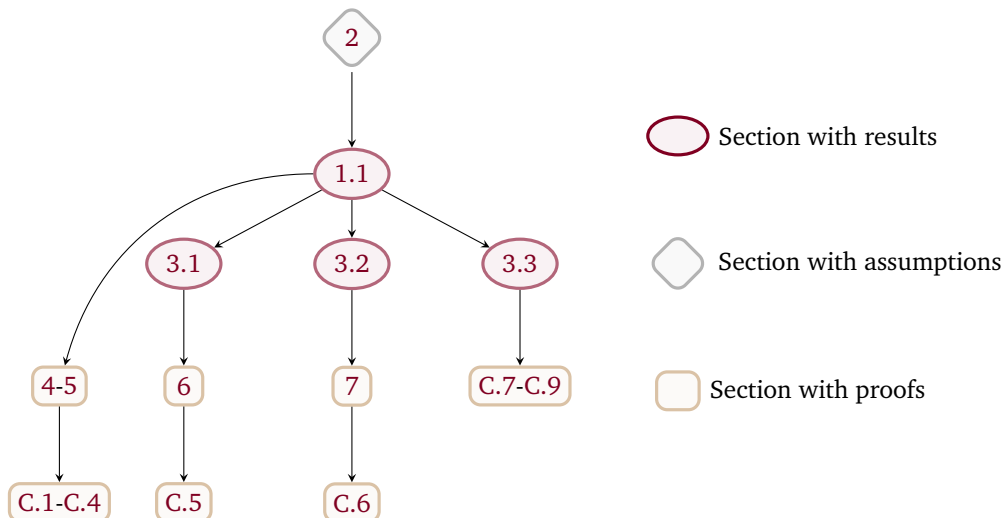 2
1.1
Section with results
3.1
3.2
3.3
Section with assumptions
4-5
6
7
C.7-C.9
Section with proofs
C.1-C.4
C.5
C.6